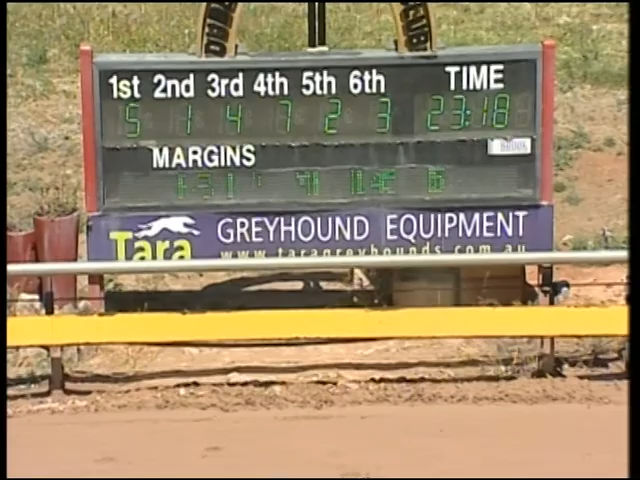 1st 2nd 3rd 4th 5th 6th TIME
5 1 4 7 2 3 23:18
MARGINS
Tara GREYHOUND EQUIPMENT
www.taragreyhounds.com.au